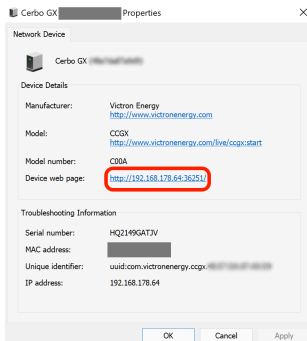 Cerbo GX Properties
Network Device
Cerbo GX
Device Details
Manufacturer: Victron Energy
http://www.victronenergy.com
Model: CCGX
http://www.victronenergy.com/live/ccgx:start
Model number: C00A
Device web page: http://192.168.178.64:36251/
Troubleshooting Information
Serial number: HQ2149GATJV
MAC address:
Unique identifier: uuid:com.victronenergy.ccgx.
IP address: 192.168.178.64
OK Cancel Apply